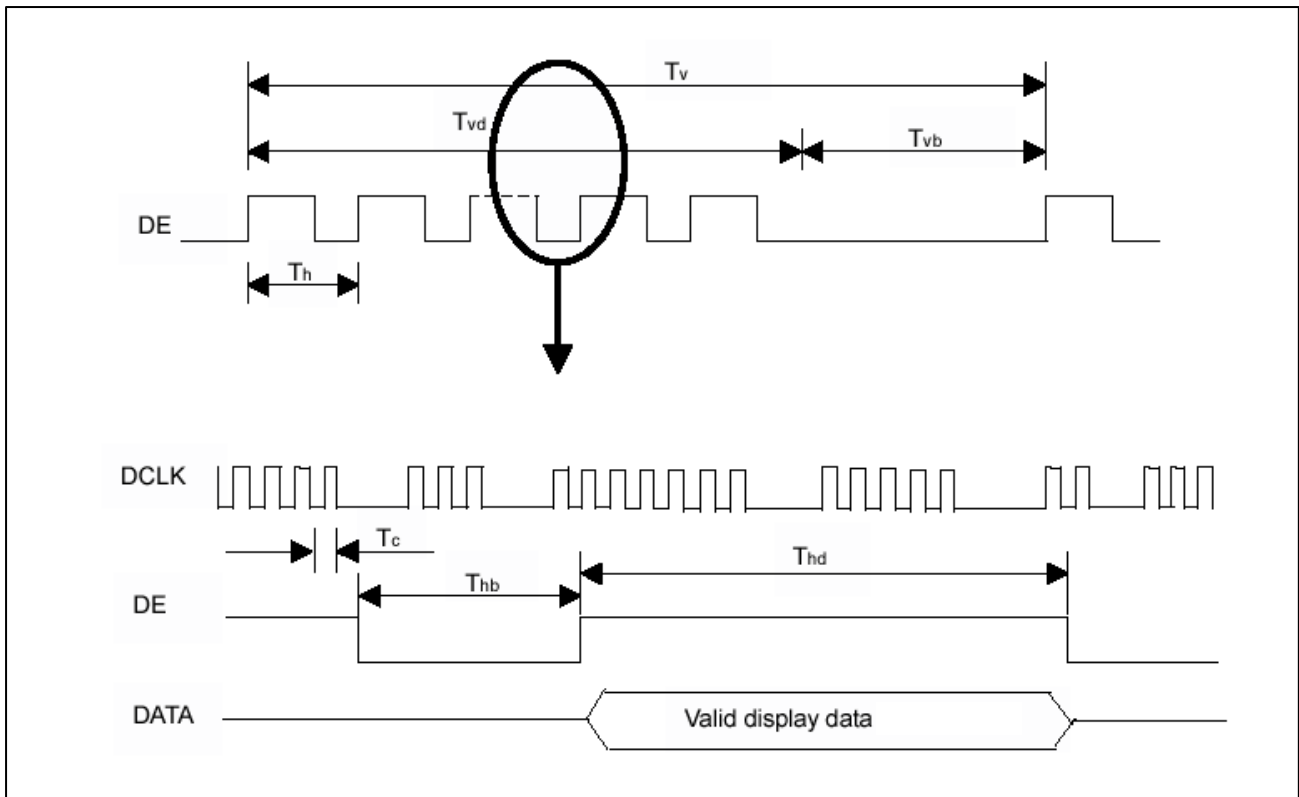 Tv
Tvd
Tvb
DE
Th
DCLK
Tc
Thd
Thb
DE
DATA
Valid display data